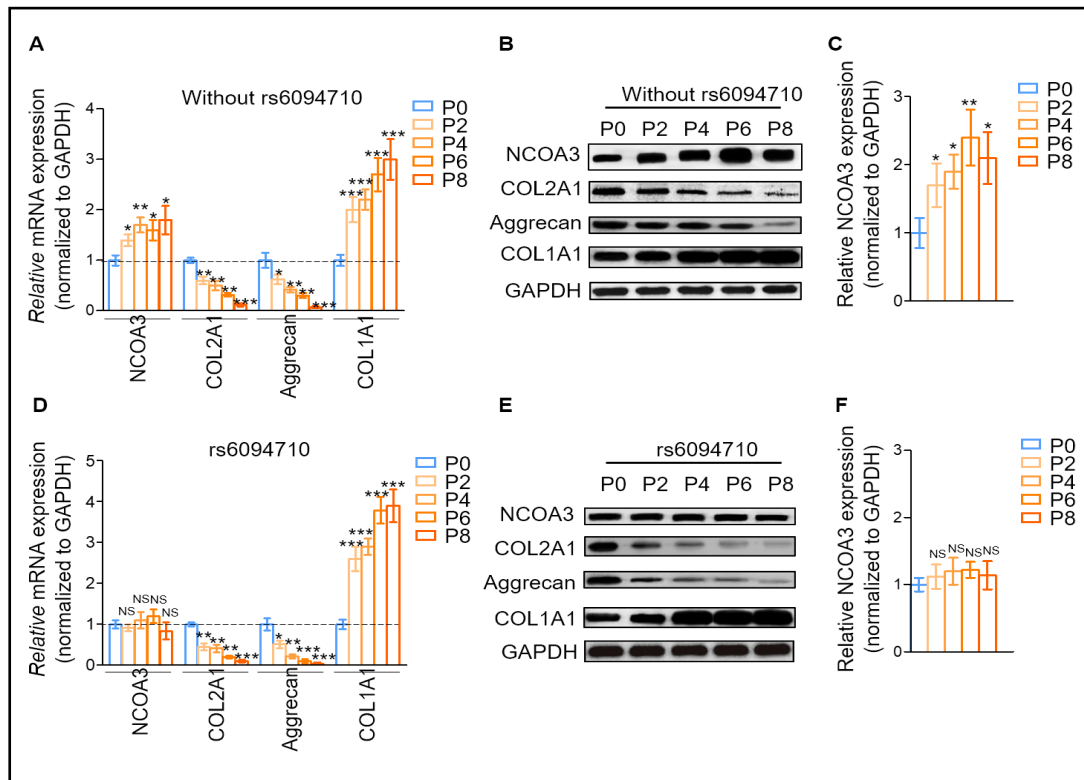 A
Without rs6094710
Relative mRNA expression
(normalized to GAPDH)
4
3
2
1
0
* ** * *
** ** ** ***
* ** ** ***
*** *** *** ***
NCOA3
COL2A1
Aggrecan
COL1A1
P0
P2
P4
P6
P8
B
Without rs6094710
P0 P2 P4 P6 P8
NCOA3
COL2A1
Aggrecan
COL1A1
GAPDH
C
Relative NCOA3 expression
(normalized to GAPDH)
3
2
1
0
* * ** *
P0
P2
P4
P6
P8
D
rs6094710
Relative mRNA expression
(normalized to GAPDH)
5
4
3
2
1
0
NS NS NS NS
** ** ** ***
* ** *** ***
*** *** *** ***
NCOA3
COL2A1
Aggrecan
COL1A1
P0
P2
P4
P6
P8
E
rs6094710
P0 P2 P4 P6 P8
NCOA3
COL2A1
Aggrecan
COL1A1
GAPDH
F
Relative NCOA3 expression
(normalized to GAPDH)
3
2
1
0
NS NS NS NS
P0
P2
P4
P6
P8